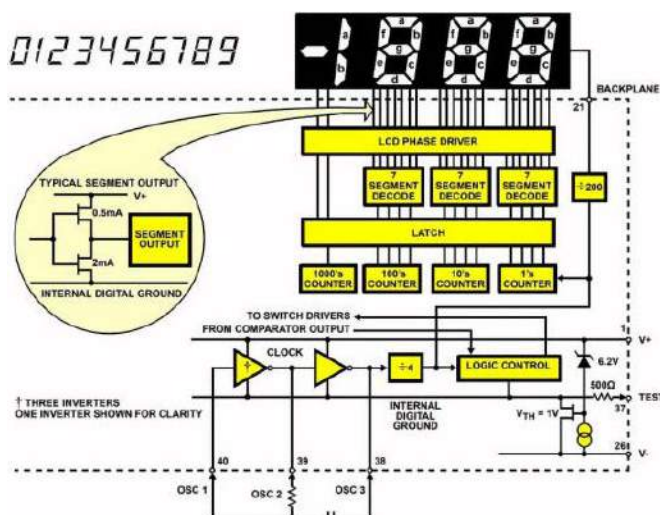 0123456789
a
b
a
f b
g
e c
d
a
f b
g
e c
d
a
f b
g
e c
d
BACKPLANE
21
LCD PHASE DRIVER
TYPICAL SEGMENT OUTPUT
V+
0.5mA
SEGMENT
OUTPUT
2mA
INTERNAL DIGITAL GROUND
7
SEGMENT
DECODE
7
SEGMENT
DECODE
7
SEGMENT
DECODE
÷200
LATCH
1000's
COUNTER
100's
COUNTER
10's
COUNTER
1's
COUNTER
TO SWITCH DRIVERS
FROM COMPARATOR OUTPUT
1
V+
CLOCK
†
÷4
LOGIC CONTROL
6.2V
† THREE INVERTERS
ONE INVERTER SHOWN FOR CLARITY
INTERNAL
DIGITAL
GROUND
VTH = 1V
500Ω
TEST
37
26
V-
40
39
38
OSC 1
OSC 2
OSC 3